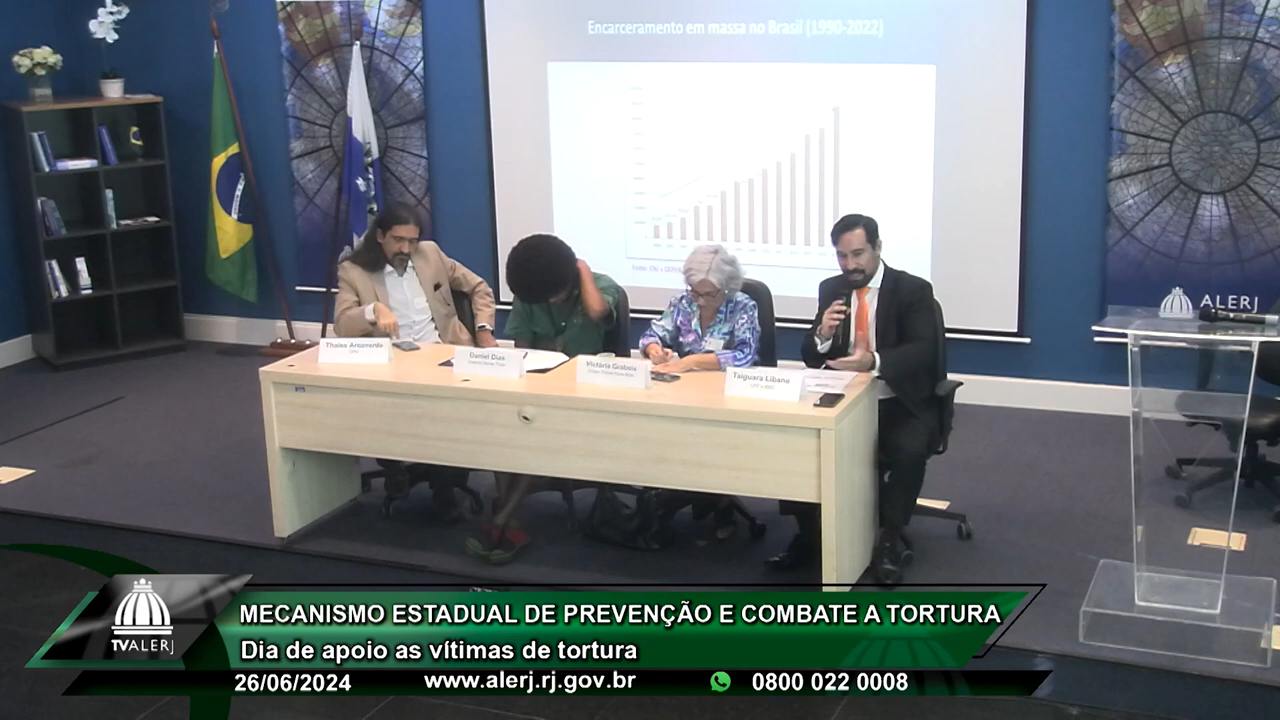 Encarceramento em massa no Brasil (1990-2022)
ALERJ
Thales Arcoverde
Daniel Dias
Victória Grabois
Taiguara Libano
MECANISMO ESTADUAL DE PREVENÇÃO E COMBATE A TORTURA
TVALERJ
Dia de apoio as vítimas de tortura
26/06/2024 www.alerj.rj.gov.br 0800 022 0008